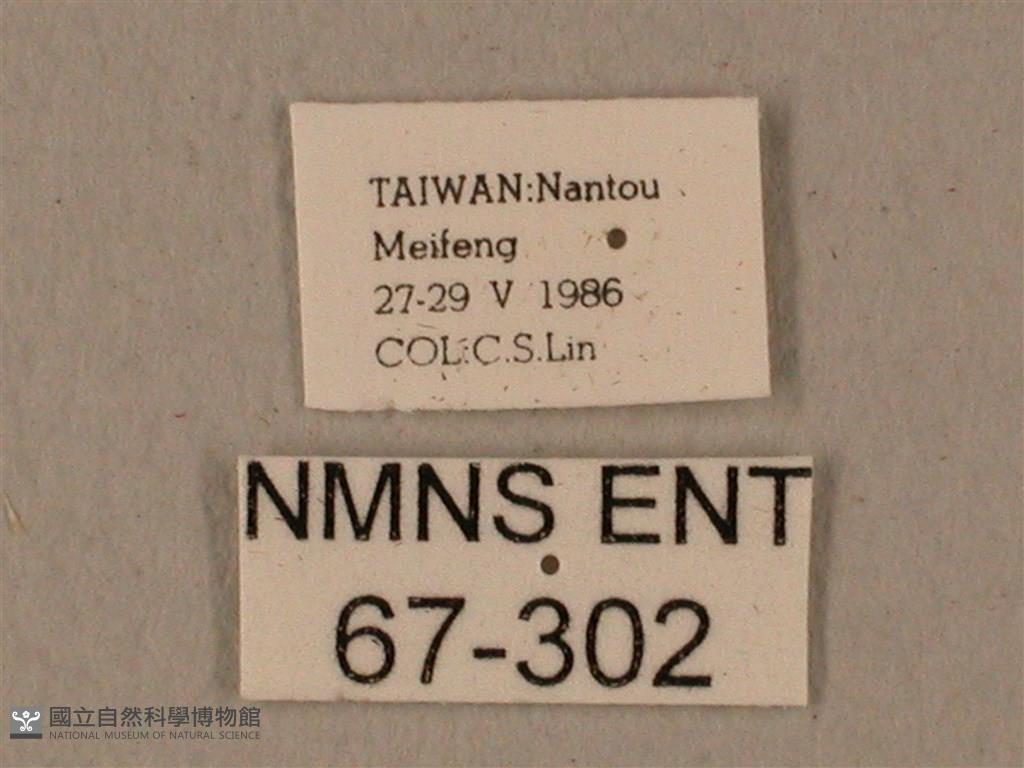 TAIWAN:Nantou
Meifeng
27-29 V 1986
COL:C.S.Lin
NMNS ENT
67-302
國立自然科學博物館
NATIONAL MUSEUM OF NATURAL SCIENCE